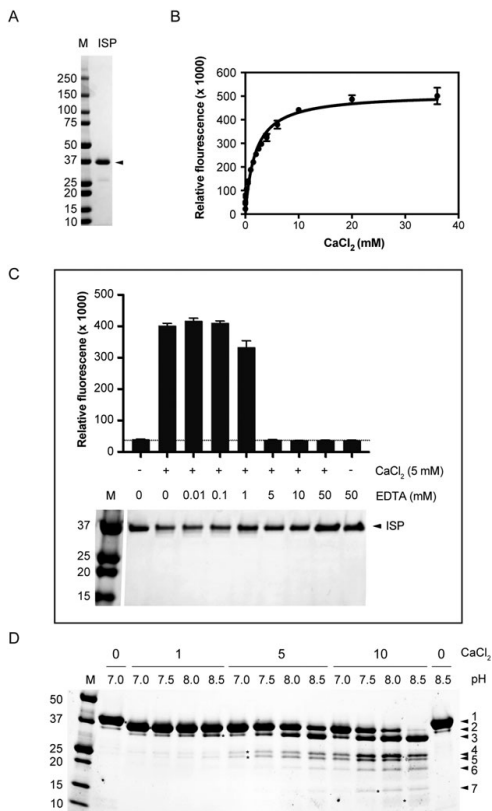 A
M ISP
250
150
100
75
50
37
25
20
15
10
B
Relative flourescence (x 1000)
600
500
400
300
200
100
0
0 10 20 30 40
CaCl₂ (mM)
C
Relative fluorescene (x 1000)
500
400
300
200
100
0
- + + + + + + + - CaCl₂ (5 mM)
M 0 0 0.01 0.1 1 5 10 50 50 EDTA (mM)
37 ISP
25
20
15
D
0 1 5 10 0 CaCl₂
M 7.0 7.0 7.5 8.0 8.5 7.0 7.5 8.0 8.5 7.0 7.5 8.0 8.5 8.5 pH
50
37
25
20
15
10
1
2
3
4
5
6
7